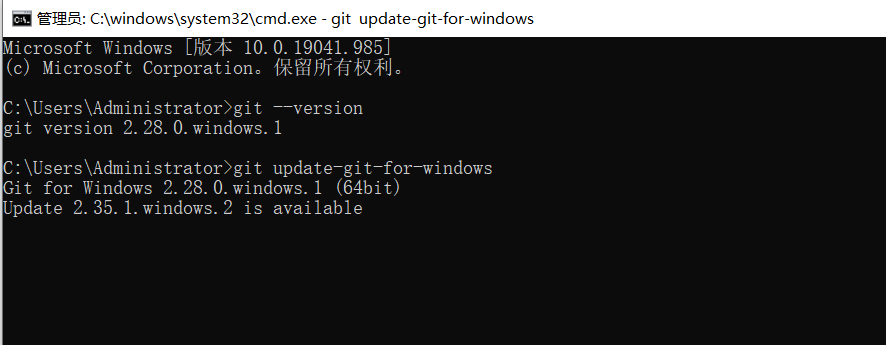 管理员: C:\windows\system32\cmd.exe - git  update-git-for-windows
Microsoft Windows [版本 10.0.19041.985]
(c) Microsoft Corporation。保留所有权利。
C:\Users\Administrator>git --version
git version 2.28.0.windows.1
C:\Users\Administrator>git update-git-for-windows
Git for Windows 2.28.0.windows.1 (64bit)
Update 2.35.1.windows.2 is available